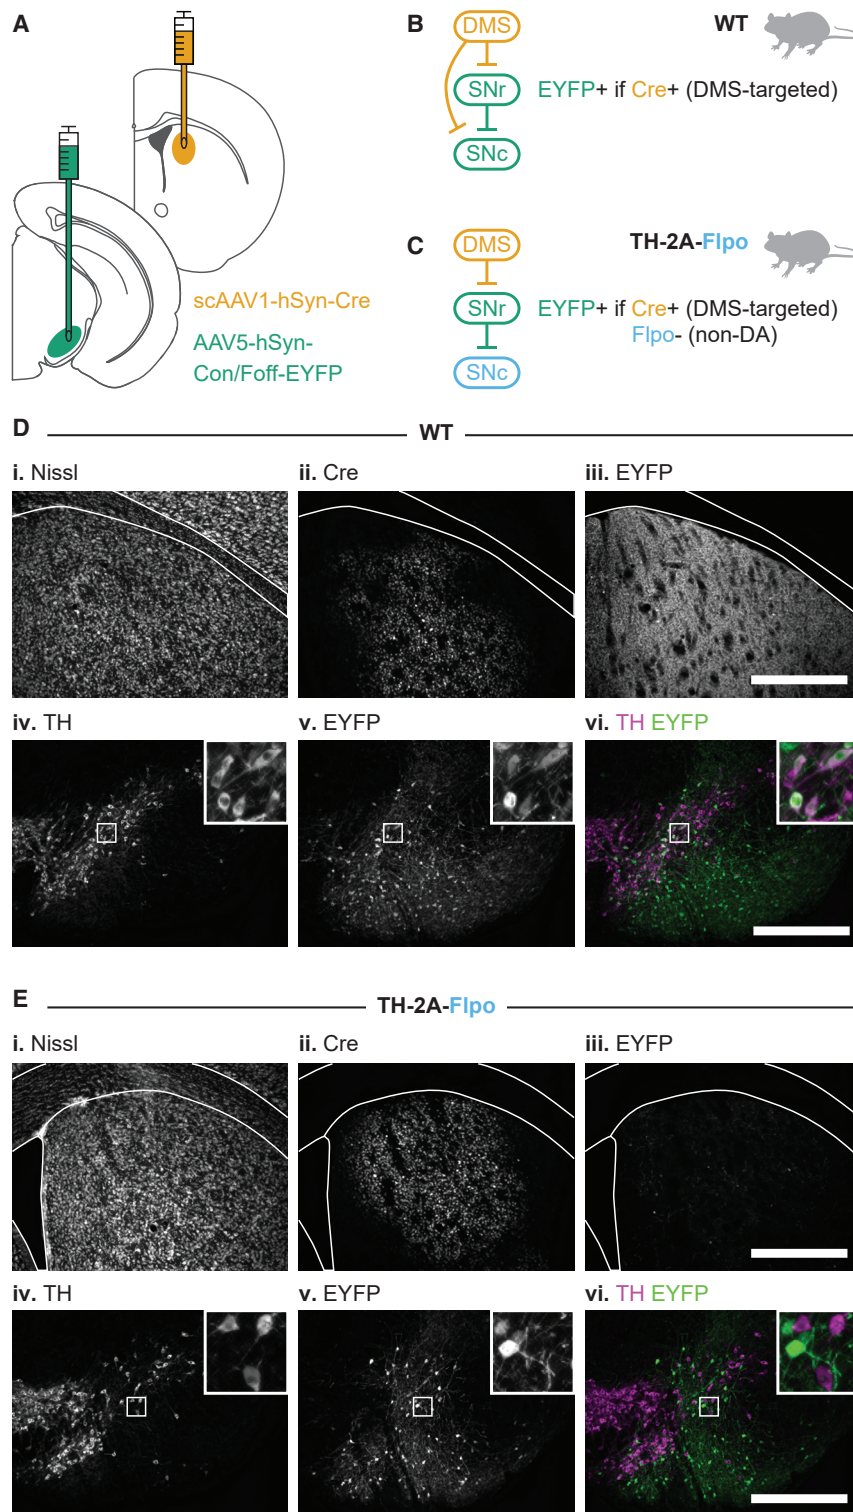 A
scAAV1-hSyn-Cre
AAV5-hSyn-
Con/Foff-EYFP
B
WT
DMS
SNr
EYFP+ if Cre+ (DMS-targeted)
SNc
C
TH-2A-Flpo
DMS
SNr
EYFP+ if Cre+ (DMS-targeted)
Flpo- (non-DA)
SNc
D
WT
i. Nissl
ii. Cre
iii. EYFP
iv. TH
v. EYFP
vi. TH EYFP
E
TH-2A-Flpo
i. Nissl
ii. Cre
iii. EYFP
iv. TH
v. EYFP
vi. TH EYFP